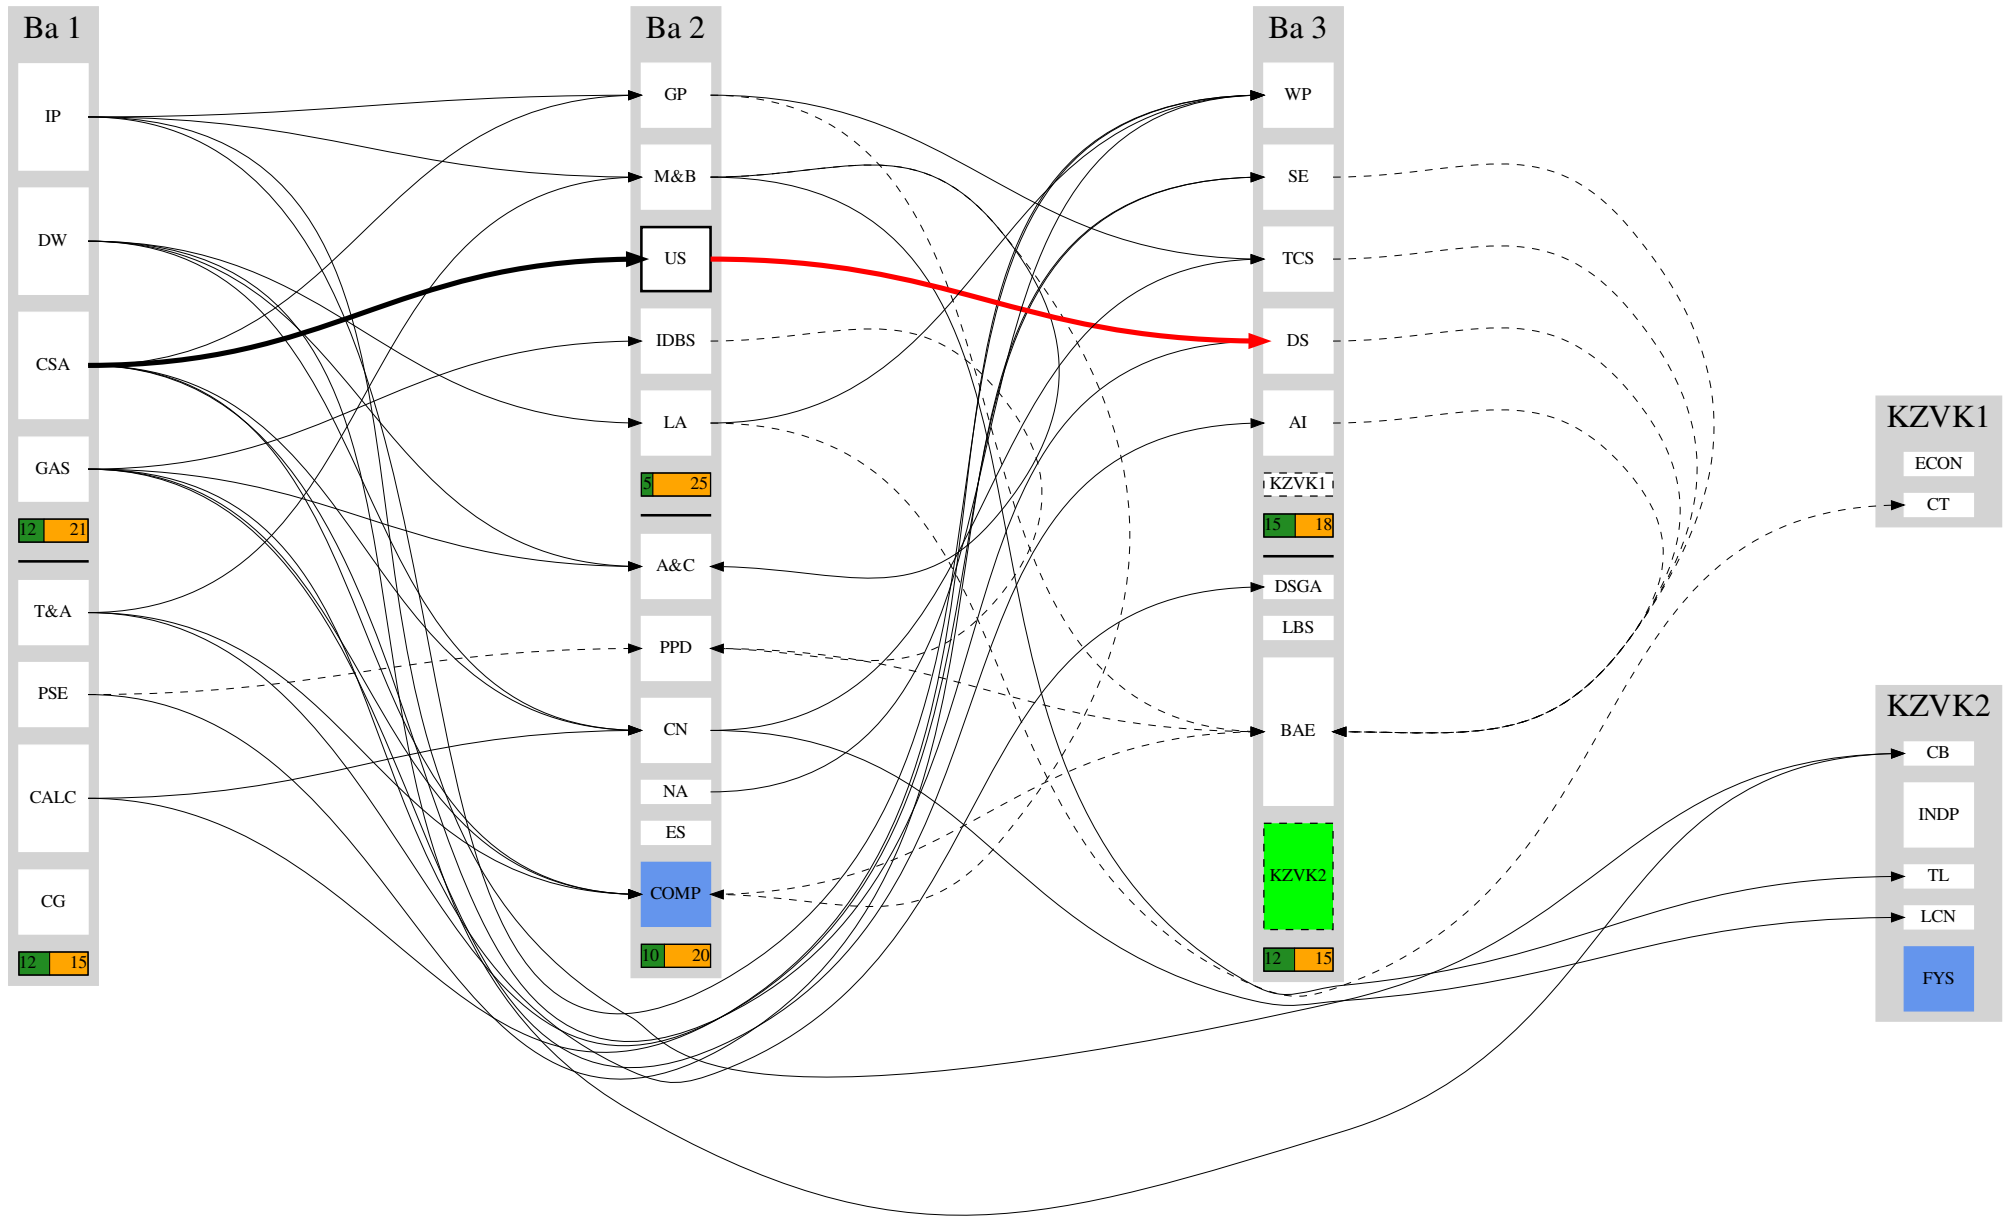 Ba 1
IP
DW
CSA
GAS
12 21
T&A
PSE
CALC
CG
12 15
Ba 2
GP
M&B
US
IDBS
LA
5 25
A&C
PPD
CN
NA
ES
COMP
10 20
Ba 3
WP
SE
TCS
DS
AI
KZVK1
15 18
DSGA
LBS
BAE
KZVK2
12 15
KZVK1
ECON
CT
KZVK2
CB
INDP
TL
LCN
FYS